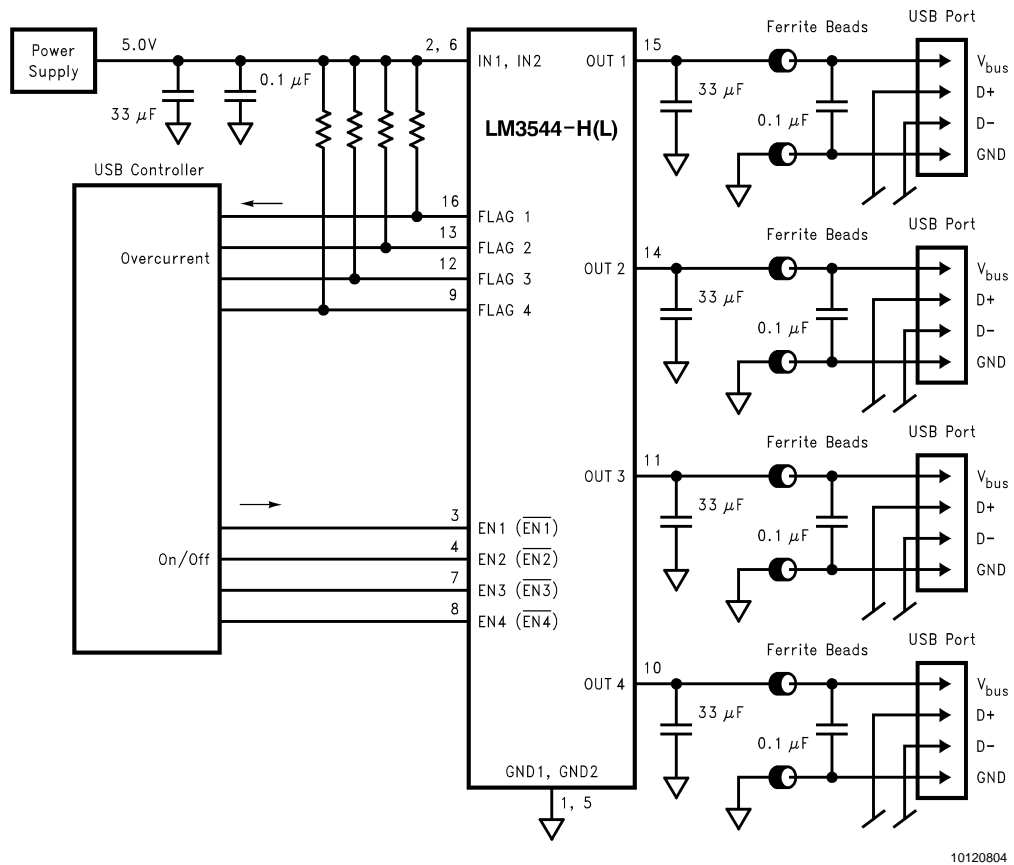 Power
Supply
5.0V
33 μF
0.1 μF
2, 6
IN1, IN2
OUT 1
15
LM3544-H(L)
USB Controller
Overcurrent
16
FLAG 1
13
FLAG 2
12
FLAG 3
9
FLAG 4
On/Off
3
EN1 (EN1)
4
EN2 (EN2)
7
EN3 (EN3)
8
EN4 (EN4)
GND1, GND2
1, 5
Ferrite Beads
USB Port
33 μF
0.1 μF
Vbus
D+
D-
GND
OUT 2
14
Ferrite Beads
USB Port
33 μF
0.1 μF
Vbus
D+
D-
GND
OUT 3
11
Ferrite Beads
USB Port
33 μF
0.1 μF
Vbus
D+
D-
GND
OUT 4
10
Ferrite Beads
USB Port
33 μF
0.1 μF
Vbus
D+
D-
GND
10120804